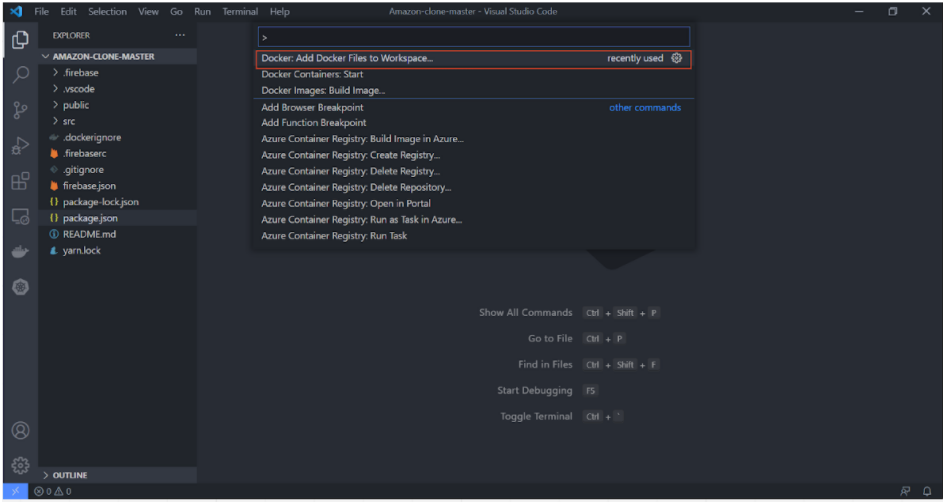 File Edit Selection View Go Run Terminal Help Amazon-clone-master - Visual Studio Code
EXPLORER
AMAZON-CLONE-MASTER
.firebase
.vscode
public
src
.dockerignore
.firebaserc
.gitignore
firebase.json
package-lock.json
package.json
README.md
yarn.lock
>
Docker: Add Docker Files to Workspace... recently used
Docker Containers: Start
Docker Images: Build Image...
Add Browser Breakpoint other commands
Add Function Breakpoint
Azure Container Registry: Build Image in Azure...
Azure Container Registry: Create Registry...
Azure Container Registry: Delete Registry...
Azure Container Registry: Delete Repository...
Azure Container Registry: Open in Portal
Azure Container Registry: Run as Task in Azure...
Azure Container Registry: Run Task
Show All Commands Ctrl + Shift + P
Go to File Ctrl + P
Find in Files Ctrl + Shift + F
Start Debugging F5
Toggle Terminal Ctrl + `
OUTLINE
0 0